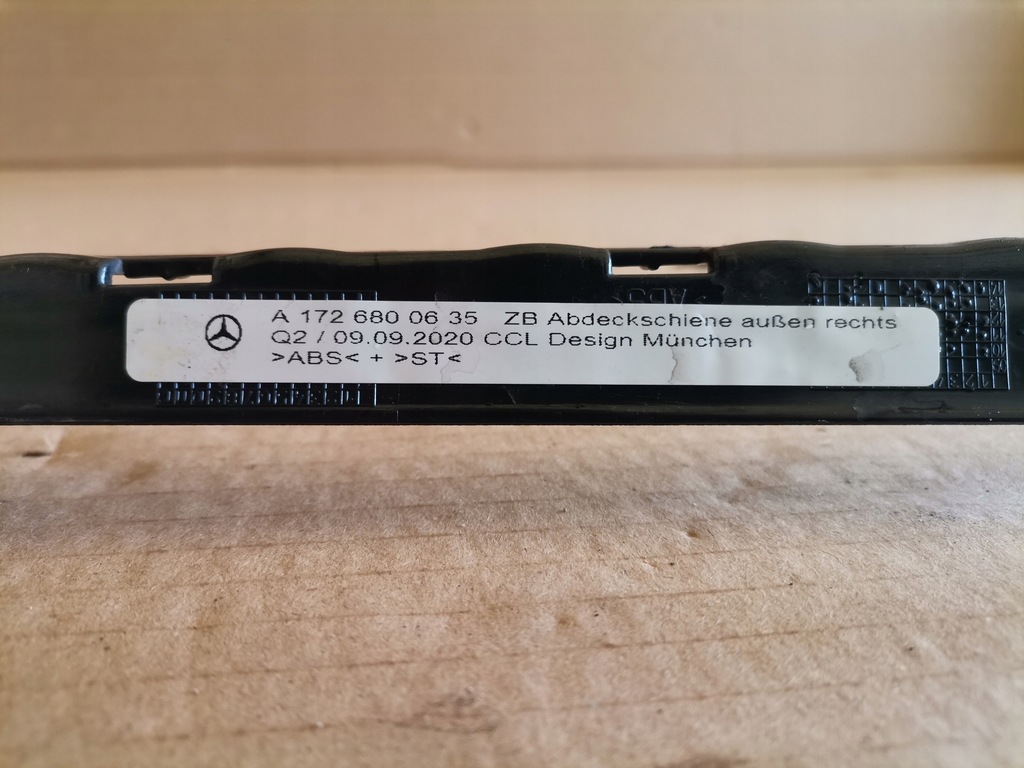 A 172 680 06 35 ZB Abdeckschiene außen rechts
Q2 / 09.09.2020 CCL Design München
>ABS< + >ST<